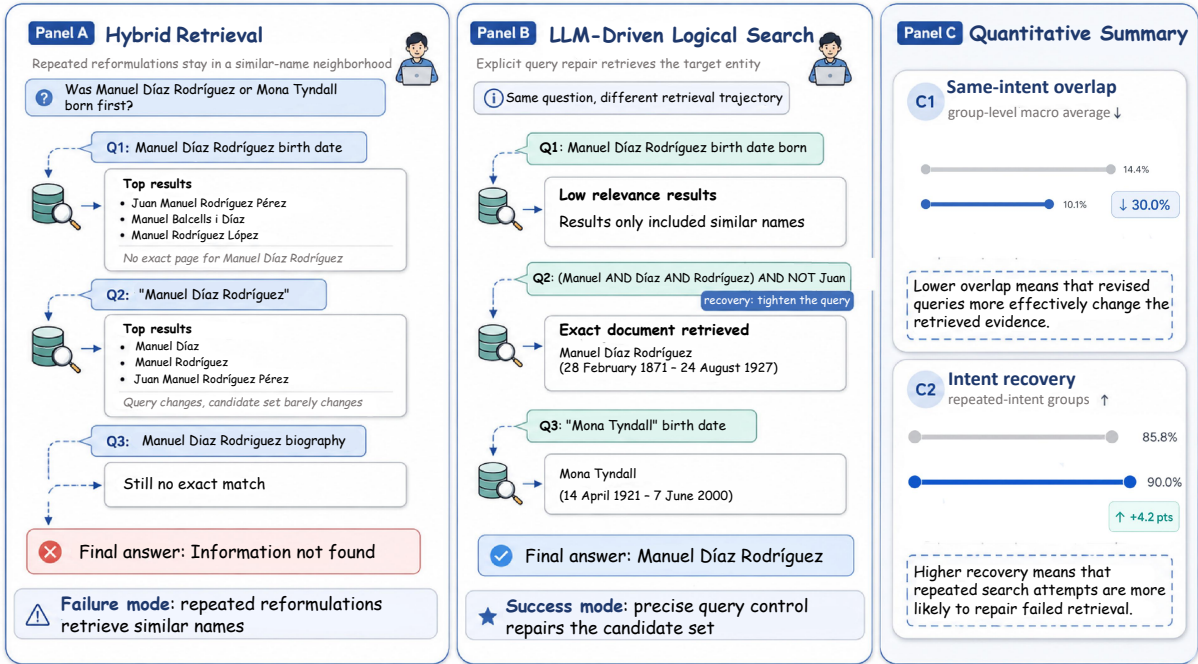 Panel A Hybrid Retrieval
Repeated reformulations stay in a similar-name neighborhood
? Was Manuel Díaz Rodríguez or Mona Tyndall
born first?
Q1: Manuel Díaz Rodríguez birth date
Top results
• Juan Manuel Rodríguez Pérez
• Manuel Balcells i Díaz
• Manuel Rodríguez López
No exact page for Manuel Díaz Rodríguez
Q2: "Manuel Díaz Rodríguez"
Top results
• Manuel Díaz
• Manuel Rodríguez
• Juan Manuel Rodríguez Pérez
Query changes, candidate set barely changes
Q3: Manuel Diaz Rodriguez biography
Still no exact match
Final answer: Information not found
Failure mode: repeated reformulations
retrieve similar names
Panel B LLM-Driven Logical Search
Explicit query repair retrieves the target entity
i Same question, different retrieval trajectory
Q1: Manuel Díaz Rodríguez birth date born
Low relevance results
Results only included similar names
Q2: (Manuel AND Díaz AND Rodríguez) AND NOT Juan
recovery: tighten the query
Exact document retrieved
Manuel Díaz Rodríguez
(28 February 1871 – 24 August 1927)
Q3: "Mona Tyndall" birth date
Mona Tyndall
(14 April 1921 – 7 June 2000)
Final answer: Manuel Díaz Rodríguez
Success mode: precise query control
repairs the candidate set
Panel C Quantitative Summary
C1 Same-intent overlap
group-level macro average ↓
14.4%
10.1%
↓ 30.0%
Lower overlap means that revised
queries more effectively change the
retrieved evidence.
C2 Intent recovery
repeated-intent groups ↑
85.8%
90.0%
↑ +4.2 pts
Higher recovery means that
repeated search attempts are more
likely to repair failed retrieval.